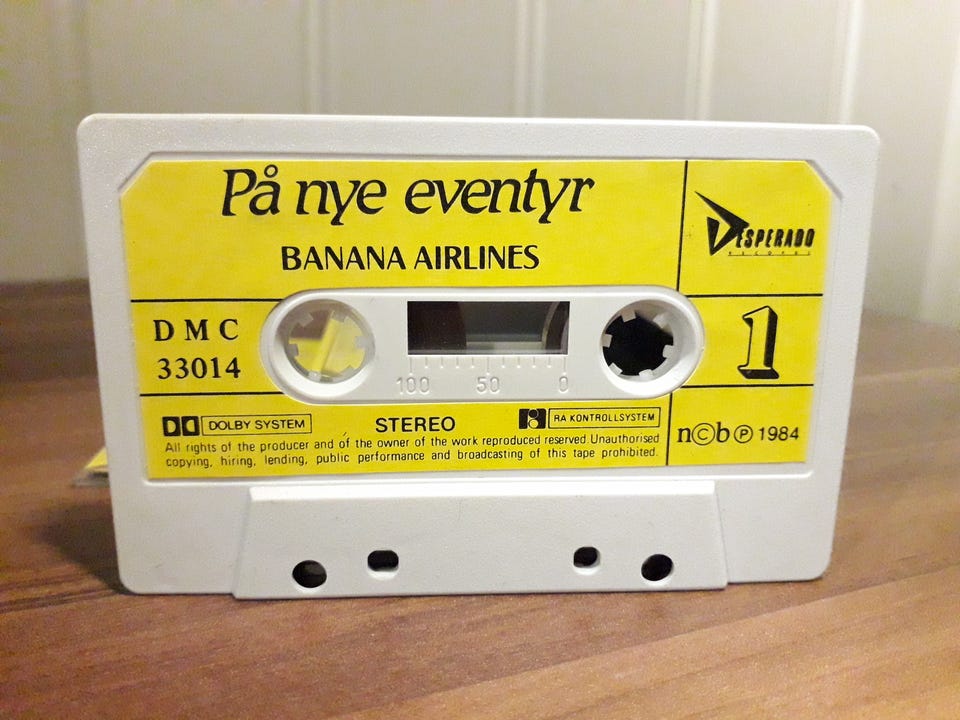 På nye eventyr
BANANA AIRLINES
DESPERADO
RECORDS
DMC
33014
1
100 50 0
DOLBY SYSTEM
STEREO
RA KONTROLLSYSTEM
All rights of the producer and of the owner of the work reproduced reserved. Unauthorised
copying, hiring, lending, public performance and broadcasting of this tape prohibited.
n©b ℗ 1984